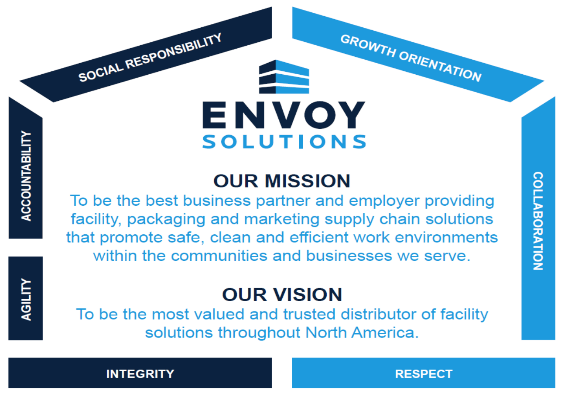 SOCIAL RESPONSIBILITY
GROWTH ORIENTATION
ENVOY
SOLUTIONS
ACCOUNTABILITY
COLLABORATION
OUR MISSION
To be the best business partner and employer providing
facility, packaging and marketing supply chain solutions
that promote safe, clean and efficient work environments
within the communities and businesses we serve.
AGILITY
OUR VISION
To be the most valued and trusted distributor of facility
solutions throughout North America.
INTEGRITY
RESPECT